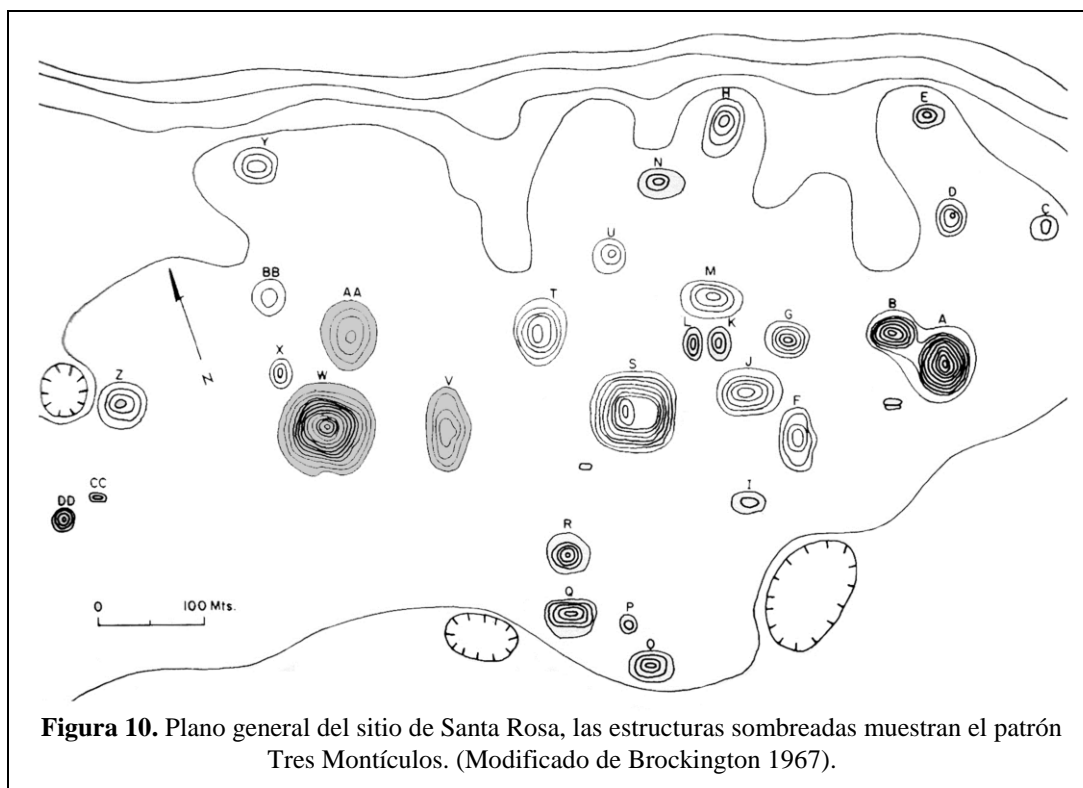 H
E
Y
N
D
C
U
BB
AA
T
M
G
B
A
L
K
X
W
V
S
J
Z
F
CC
DD
I
R
Q
P
O
N
0 100 Mts.
Figura 10. Plano general del sitio de Santa Rosa, las estructuras sombreadas muestran el patrón
Tres Montículos. (Modificado de Brockington 1967).